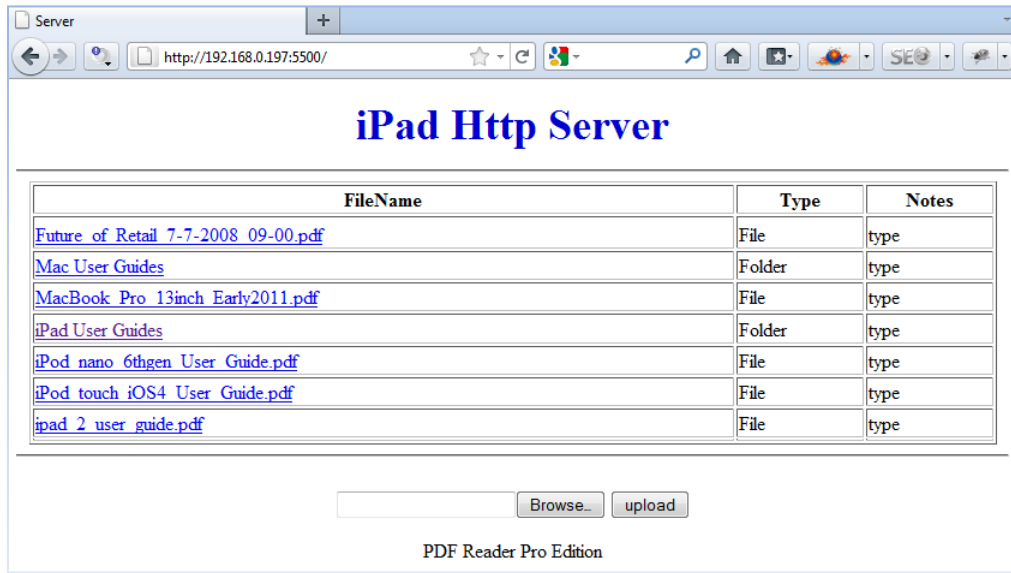 Server
http://192.168.0.197:5500/
SEO
iPad Http Server
FileName Type Notes
Future_of_Retail_7-7-2008_09-00.pdf File type
Mac User Guides Folder type
MacBook_Pro_13inch_Early2011.pdf File type
iPad User Guides Folder type
iPod_nano_6thgen_User_Guide.pdf File type
iPod_touch_iOS4_User_Guide.pdf File type
ipad_2_user_guide.pdf File type
Browse… upload
PDF Reader Pro Edition